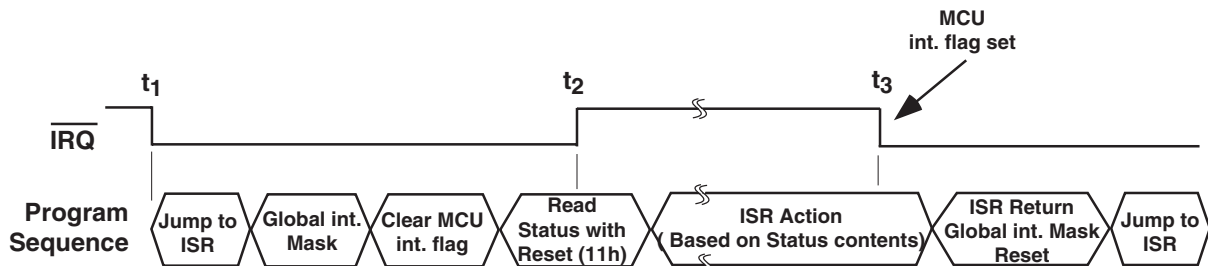 MCU
int. flag set
t1
t2
t3
IRQ
Program
Sequence
Jump to
ISR
Global int.
Mask
Clear MCU
int. flag
Read
Status with
Reset (11h)
ISR Action
( Based on Status contents)
ISR Return
Global int. Mask
Reset
Jump to
ISR